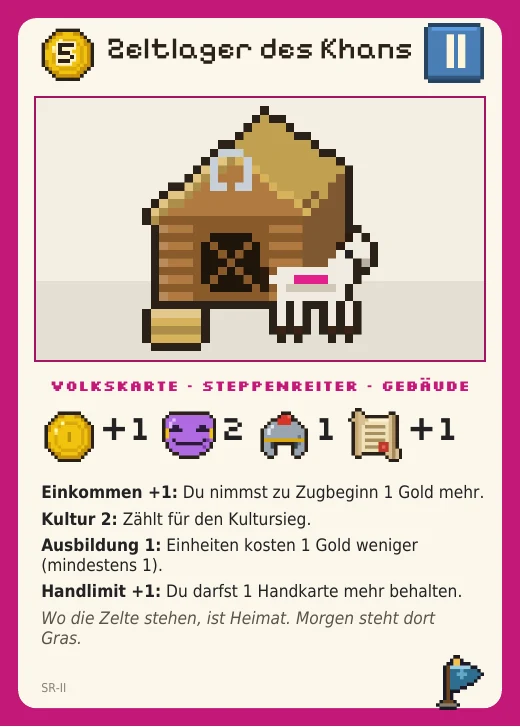 5 Zeltlager des Khans II
VOLKSKARTE · STEPPENREITER · GEBÄUDE
+1 2 1 +1
Einkommen +1: Du nimmst zu Zugbeginn 1 Gold mehr.
Kultur 2: Zählt für den Kultursieg.
Ausbildung 1: Einheiten kosten 1 Gold weniger
(mindestens 1).
Handlimit +1: Du darfst 1 Handkarte mehr behalten.
Wo die Zelte stehen, ist Heimat. Morgen steht dort
Gras.
SR-II